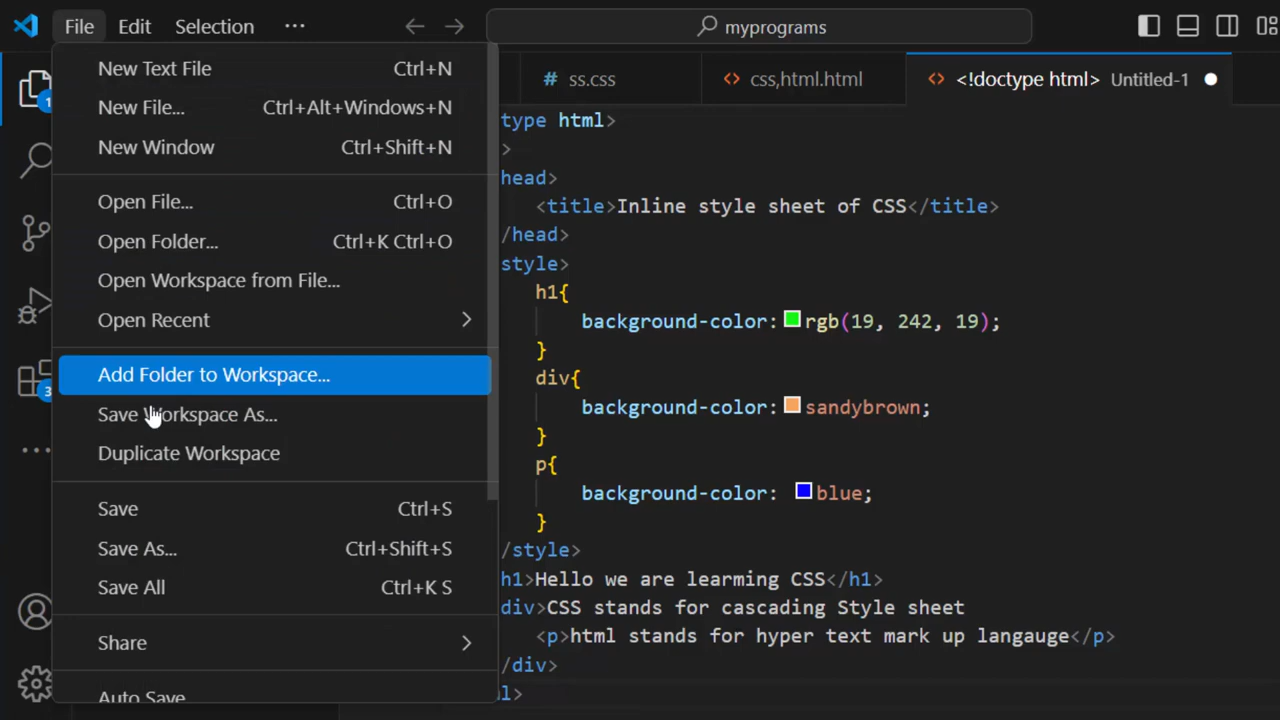 File Edit Selection ··· myprograms
New Text File Ctrl+N
New File... Ctrl+Alt+Windows+N
New Window Ctrl+Shift+N
Open File... Ctrl+O
Open Folder... Ctrl+K Ctrl+O
Open Workspace from File...
Open Recent
Add Folder to Workspace...
Save Workspace As...
Duplicate Workspace
Save Ctrl+S
Save As... Ctrl+Shift+S
Save All Ctrl+K S
Share
Auto Save
1
3
# ss.css <> css,html.html <> <!doctype html> Untitled-1
type html>
>
head>
<title>Inline style sheet of CSS</title>
/head>
style>
h1{
background-color: rgb(19, 242, 19);
}
div{
background-color: sandybrown;
}
p{
background-color: blue;
}
/style>
h1>Hello we are learming CSS</h1>
div>CSS stands for cascading Style sheet
<p>html stands for hyper text mark up langauge</p>
/div>
l>